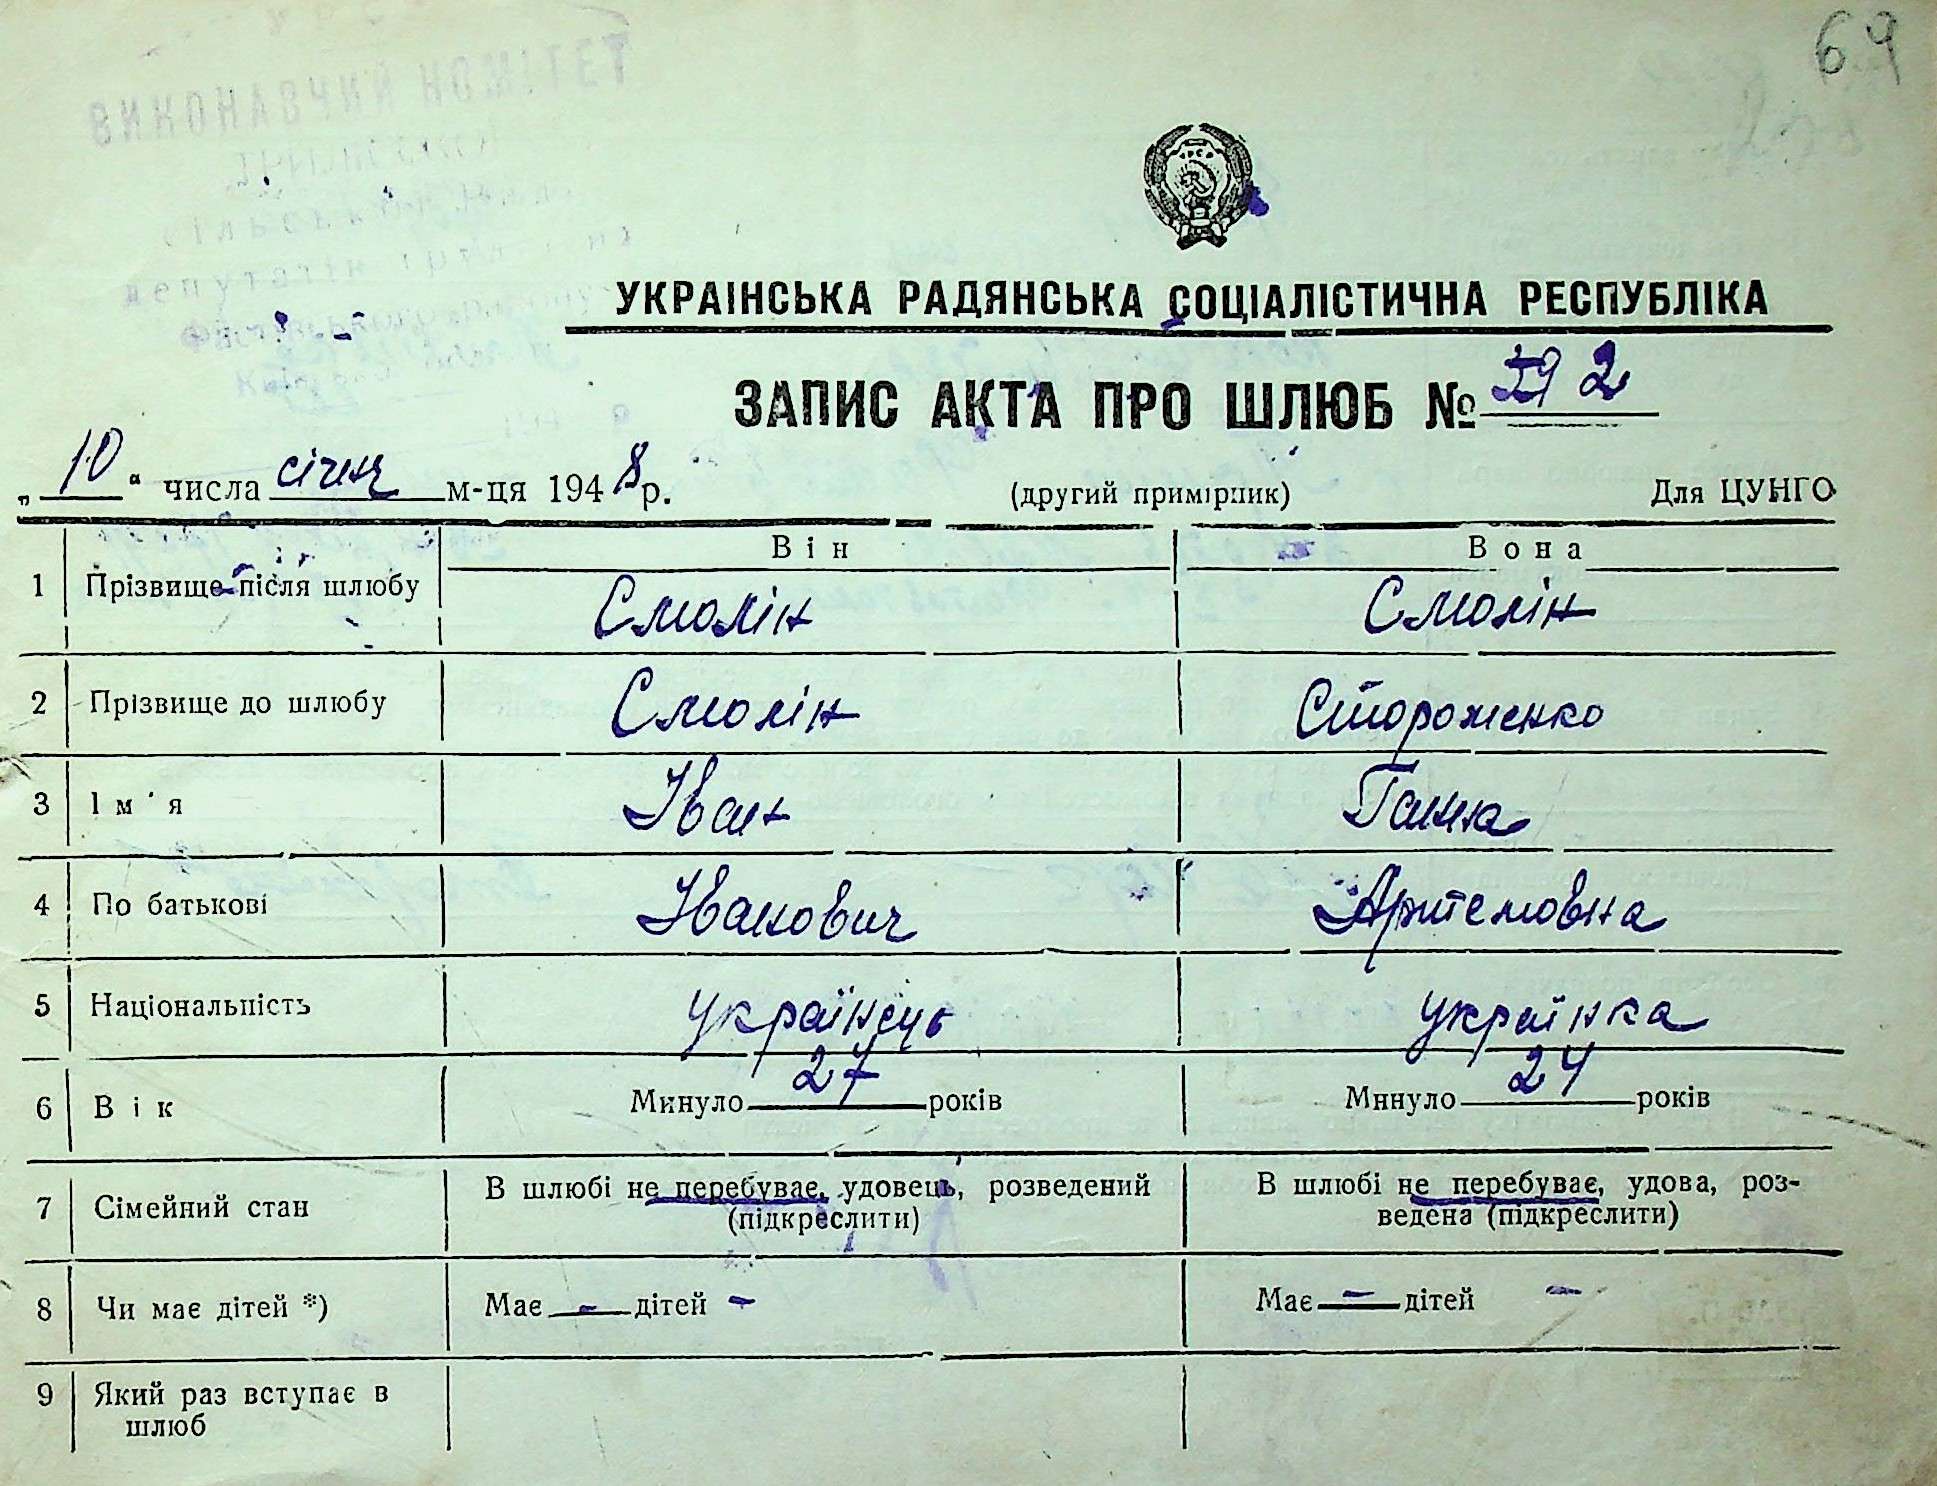 69
ВИКОНАВЧИЙ КОМІТЕТ
УКРАЇНСЬКА РАДЯНСЬКА СОЦІАЛІСТИЧНА РЕСПУБЛІКА
ЗАПИС АКТА ПРО ШЛЮБ № 2
„10“ числа січня м-ця 1948 р. (другий примірник) Для ЦУНГО
Він Вона
1 Прізвище після шлюбу Смолін Смолін
2 Прізвище до шлюбу Смолін Стороженко
3 Ім'я Іван Ганна
4 По батькові Іванович Артемовна
5 Національність українець українка
6 Вік Минуло 27 років Минуло 24 років
7 Сімейний стан В шлюбі не перебуває, удовець, розведений В шлюбі не перебуває, удова, роз-
(підкреслити) ведена (підкреслити)
8 Чи має дітей *) Має - дітей - Має - дітей -
9 Який раз вступає в
шлюб